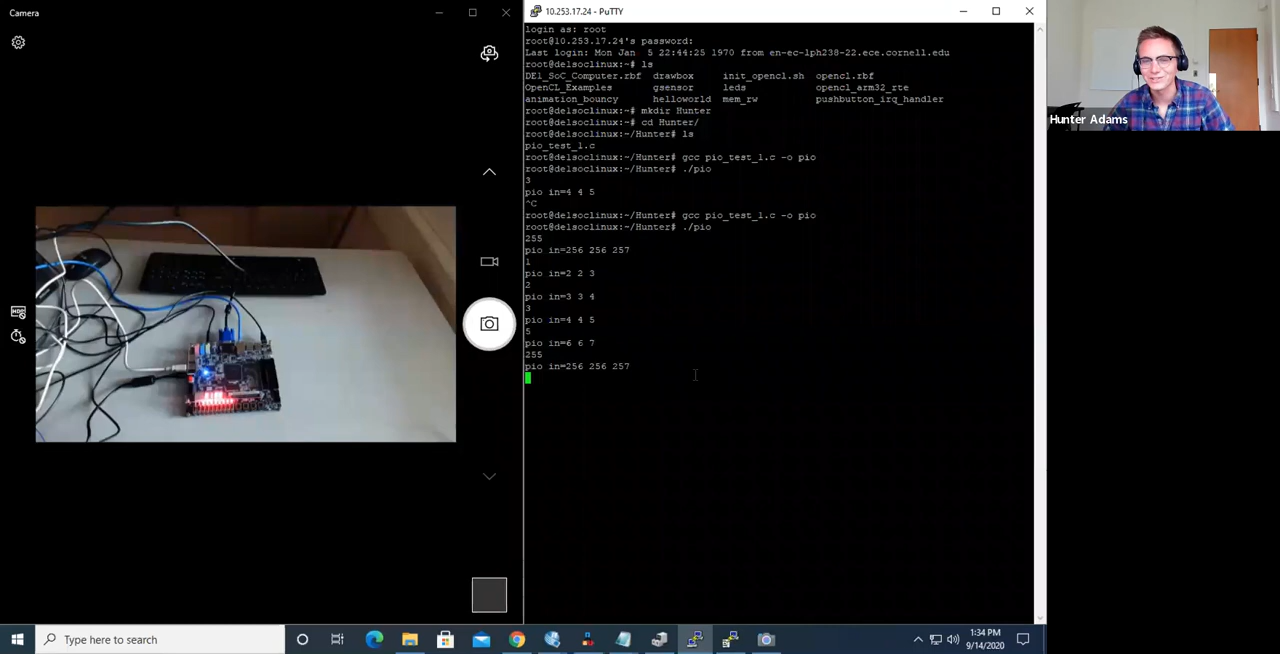 Camera
10.253.17.24 - PuTTY
login as: root
root@10.253.17.24's password:
Last login: Mon Jan  5 22:44:25 1970 from en-ec-lph238-22.ece.cornell.edu
root@de1soclinux:~# ls
DE1_SoC_Computer.rbf  drawbox     init_opencl.sh  opencl.rbf
OpenCL_Examples       gsensor     leds            opencl_arm32_rte
animation_bouncy      helloworld  mem_rw          pushbutton_irq_handler
root@de1soclinux:~# mkdir Hunter
root@de1soclinux:~# cd Hunter/
root@de1soclinux:~/Hunter# ls
pio_test_1.c
root@de1soclinux:~/Hunter# gcc pio_test_1.c -o pio
root@de1soclinux:~/Hunter# ./pio
3
pio in=4 4 5
^C
root@de1soclinux:~/Hunter# gcc pio_test_1.c -o pio
root@de1soclinux:~/Hunter# ./pio
255
pio in=256 256 257
1
pio in=2 2 3
2
pio in=3 3 4
3
pio in=4 4 5
5
pio in=6 6 7
255
pio in=256 256 257
Hunter Adams
HDR
Type here to search
1:34 PM
9/14/2020